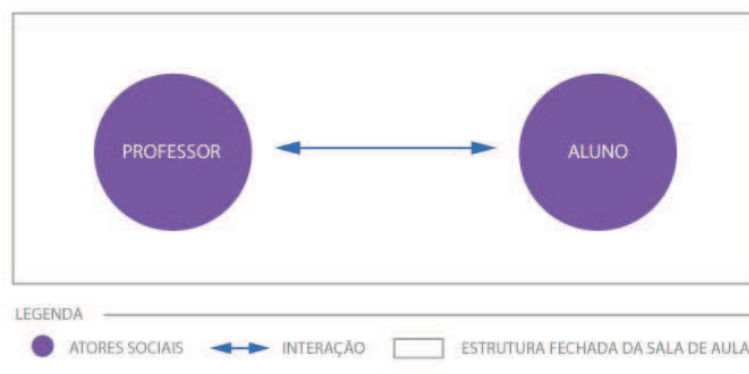 PROFESSOR
ALUNO
LEGENDA
ATORES SOCIAIS
INTERAÇÃO
ESTRUTURA FECHADA DA SALA DE AULA